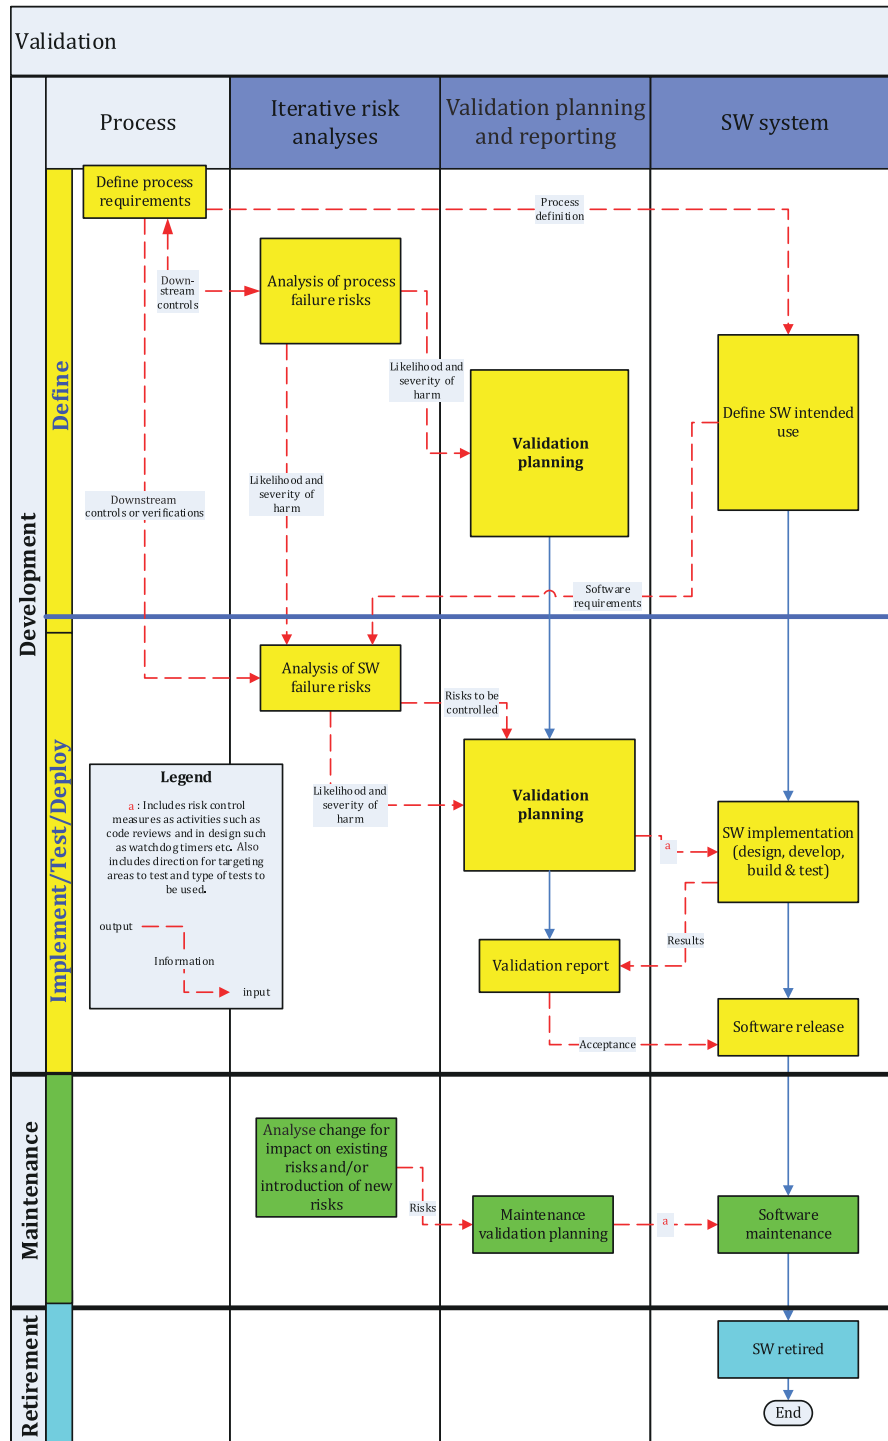 Validation
Process
Iterative risk
analyses
Validation planning
and reporting
SW system
Development
Define
Define process
requirements
Process
definition
Down-
stream
controls
Analysis of process
failure risks
Likelihood and
severity of
harm
Validation
planning
Define SW intended
use
Likelihood and
severity of
harm
Downstream
controls or verifications
Software
requirements
Implement/Test/Deploy
Analysis of SW
failure risks
Risks to be
controlled
Likelihood and
severity of
harm
Validation
planning
a
SW implementation
(design, develop,
build & test)
Legend
a : Includes risk control
measures as activities such as
code reviews and in design such
as watchdog timers etc. Also
includes direction for targeting
areas to test and type of tests to
be used.
output
Information
input
Results
Validation report
Software release
Acceptance
Maintenance
Analyse change for
impact on existing
risks and/or
introduction of new
risks
Risks
Maintenance
validation planning
a
Software
maintenance
Retirement
SW retired
End